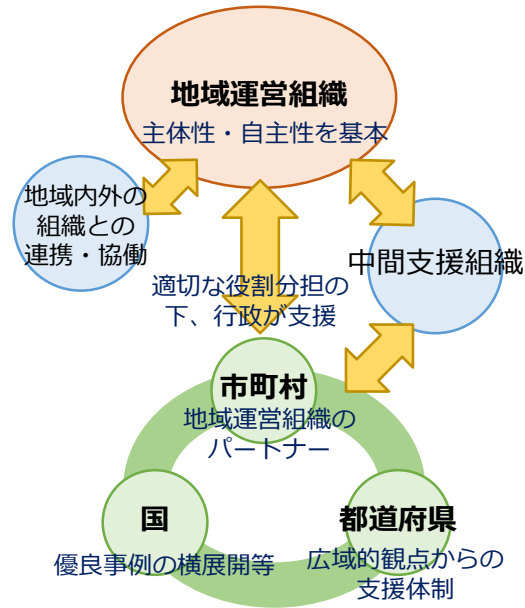 地域運営組織
主体性・自主性を基本
地域内外の
組織との
連携・協働
中間支援組織
適切な役割分担の
下、行政が支援
市町村
地域運営組織の
パートナー
国
優良事例の横展開等
都道府県
広域的観点からの
支援体制